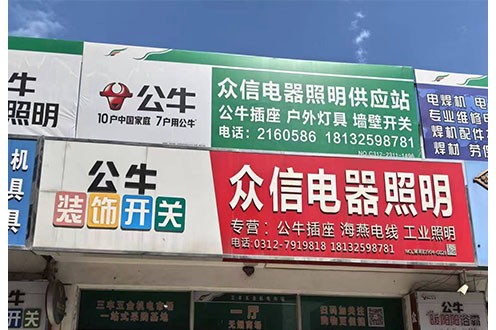 公牛
照明
公牛
10户中国家庭 7户用公牛
众信电器照明供应站
公牛插座 户外灯具 墙壁开关
电话：2160586 18132598781
电焊机
专业维修
焊机配件
焊材 劳保
机
具
具
公牛
装饰开关
众信电器照明
专营：公牛插座 海燕电线 工业照明
电话:0312-7919818 18132598781
一厅